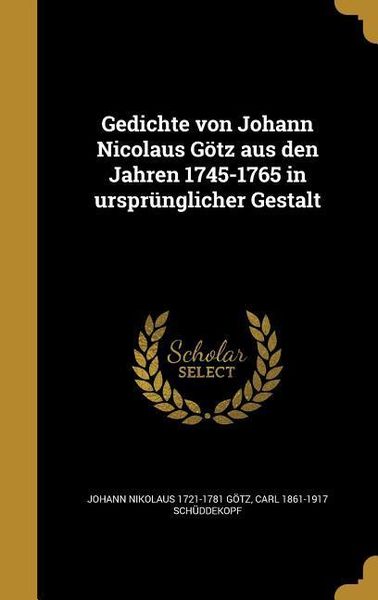 Gedichte von Johann
Nicolaus Götz aus den
Jahren 1745-1765 in
ursprünglicher Gestalt
Scholar
SELECT
JOHANN NIKOLAUS 1721-1781 GÖTZ, CARL 1861-1917
SCHÜDDEKOPF